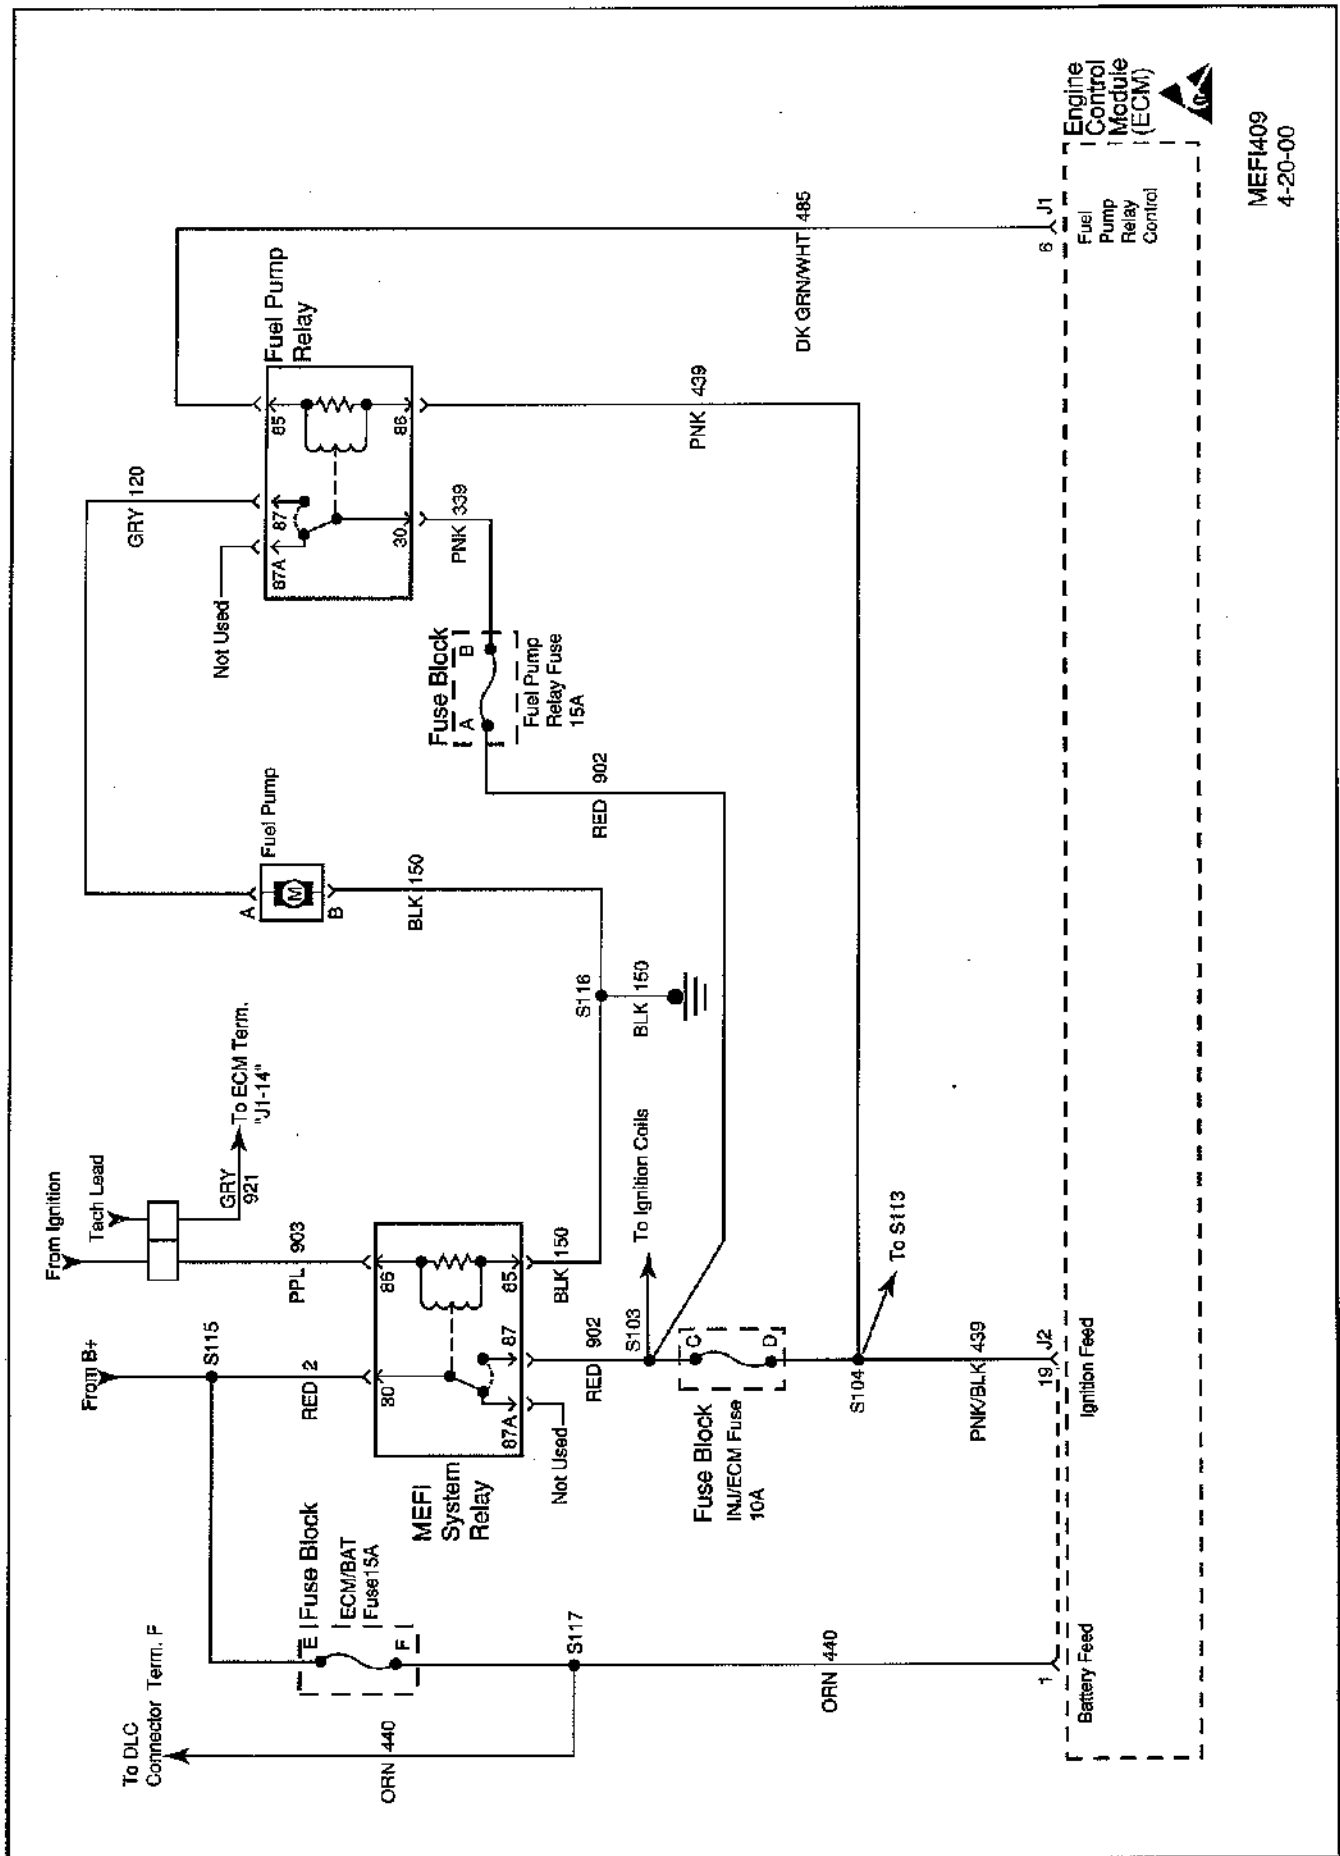 To DLC
Connector Term. F
From B+
From Ignition
Tach Lead
S115
ORN 440
E
F
Fuse Block
ECM/BAT
Fuse15A
RED 2
PPL 903
GRY
921
To ECM Term.
"J1-14"
MEFI
System
Relay
30
86
87A
87
85
Not Used
S117
RED 902
BLK 150
A
B
Fuel Pump
BLK 150
S116
BLK 150
GRY 120
Not Used
87A
87
85
30
86
Fuel Pump
Relay
PNK 339
Fuse Block
A
B
Fuel Pump
Relay Fuse
15A
RED 902
PNK 439
DK GRN/WHT 485
S103
To Ignition Coils
C
D
Fuse Block
INJ/ECM Fuse
10A
S104
To S113
ORN 440
PNK/BLK 439
1
19
J2
6
J1
Battery Feed
Ignition Feed
Fuel
Pump
Relay
Control
Engine
Control
Module
(ECM)
MEFI409
4-20-00